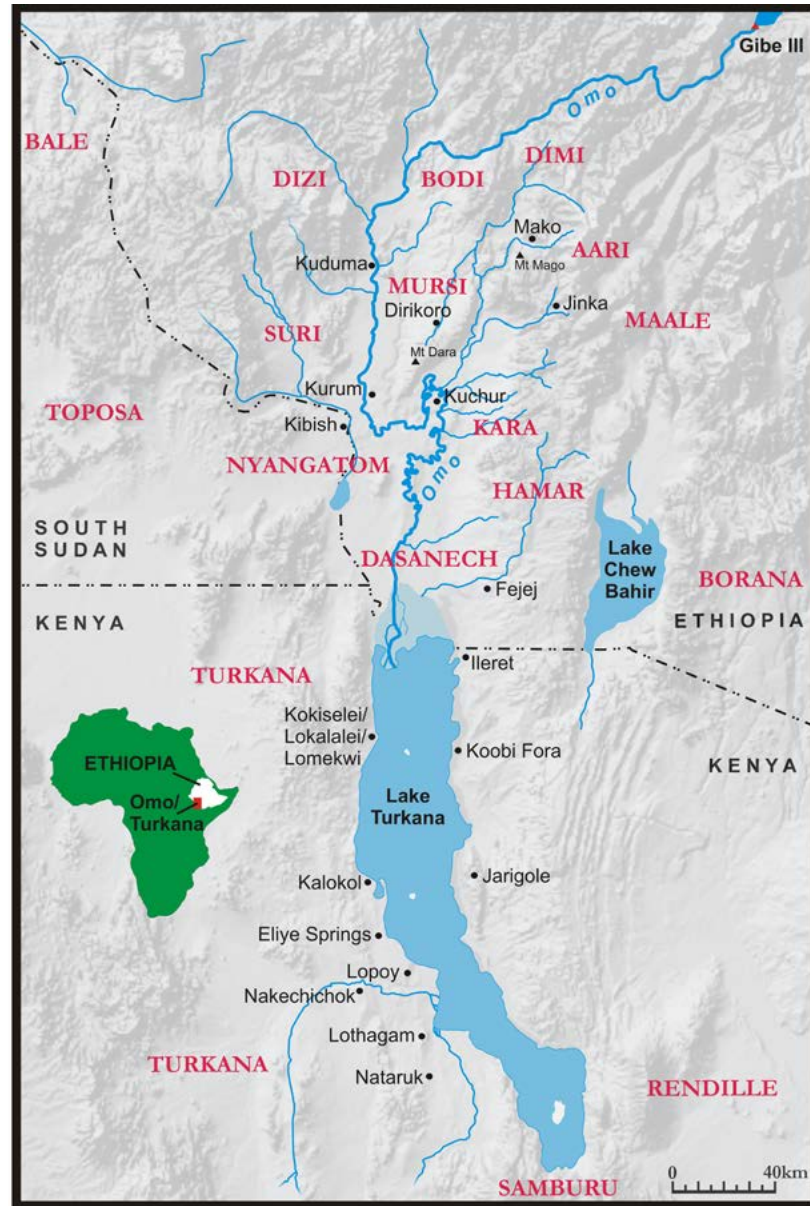 Gibe III
Omo
BALE
DIMI
DIZI
BODI
Mako
AARI
Mt Mago
Kuduma
MURSI
Dirikoro
Jinka
MAALE
SURI
Mt Dara
Kurum
Kuchur
TOPOSA
KARA
Kibish
NYANGATOM
Omo
HAMAR
SOUTH
SUDAN
DASANECH
Lake
Chew
Bahir
BORANA
Fejej
ETHIOPIA
KENYA
Ileret
TURKANA
Kokiselei/
Lokalalei/
Lomekwi
Koobi Fora
KENYA
ETHIOPIA
Omo/
Turkana
Lake
Turkana
Kalokol
Jarigole
Eliye Springs
Lopoy
Nakechichok
Lothagam
TURKANA
Nataruk
RENDILLE
SAMBURU
0 40km